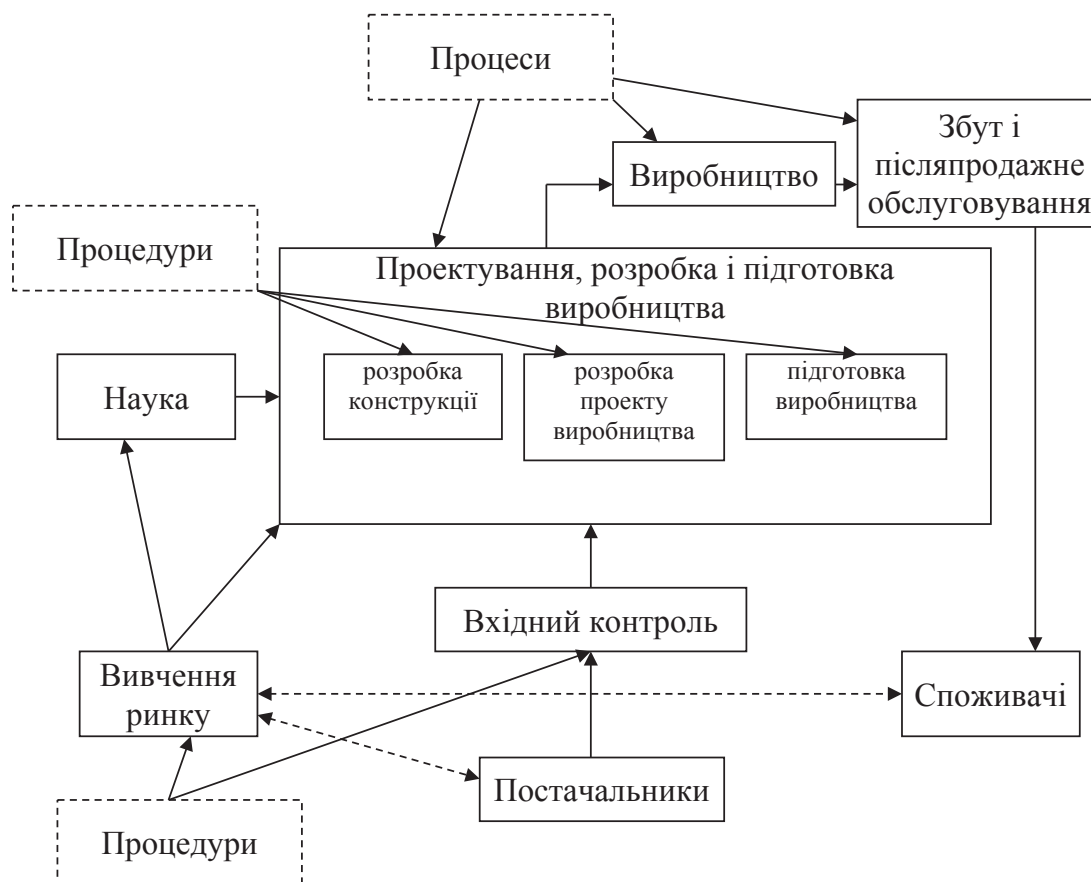 Процеси
Збут і
післяпродажне
обслуговування
Виробництво
Процедури
Проектування, розробка і підготовка
виробництва
розробка
конструкції
розробка
проекту
виробництва
підготовка
виробництва
Наука
Вхідний контроль
Вивчення
ринку
Споживачі
Постачальники
Процедури